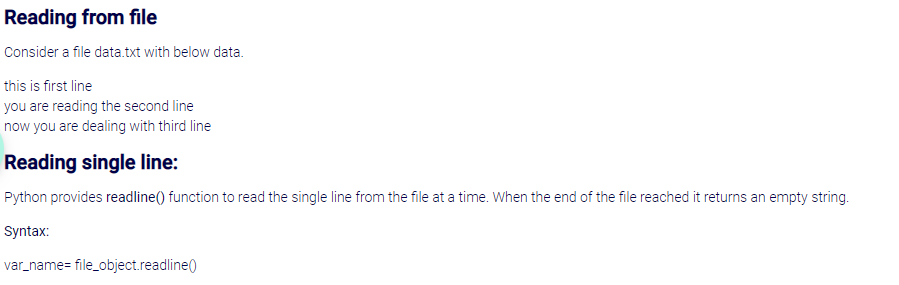 Reading from file
Consider a file data.txt with below data.
this is first line
you are reading the second line
now you are dealing with third line
Reading single line:
Python provides readline() function to read the single line from the file at a time. When the end of the file reached it returns an empty string.
Syntax:
var_name= file_object.readline()